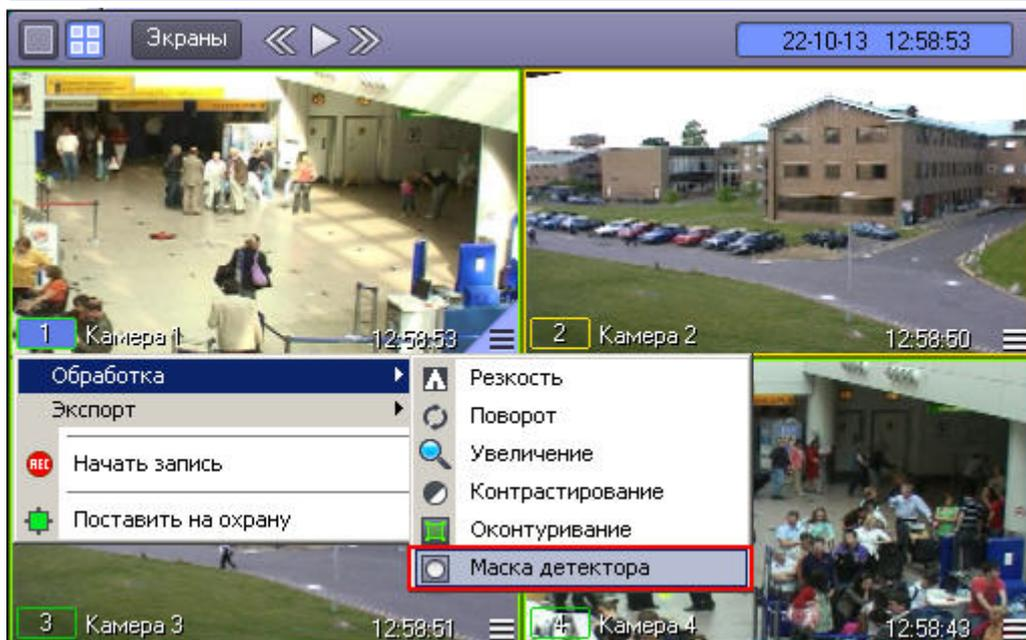 Экраны
22-10-13 12:58:53
1 Камера 1 12:58:53
2 Камера 2 12:58:50
Обработка
Экспорт
REC Начать запись
Поставить на охрану
Резкость
Поворот
Увеличение
Контрастирование
Оконтуривание
Маска детектора
3 Камера 3 12:58:51
4 Камера 4 12:58:43